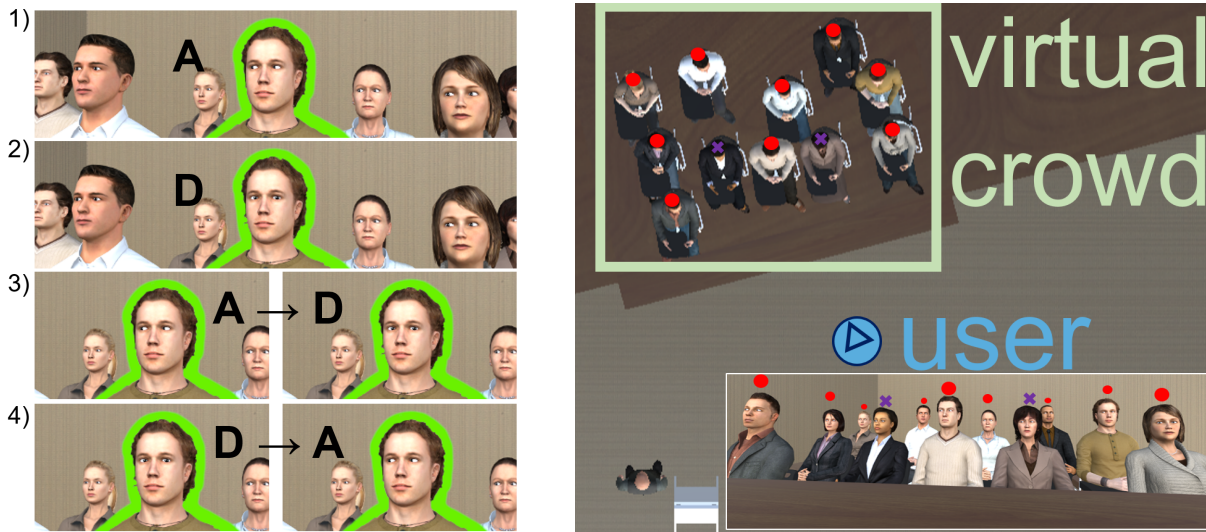 1)
A
2)
D
3)
A → D
4)
D → A
virtual
crowd
user